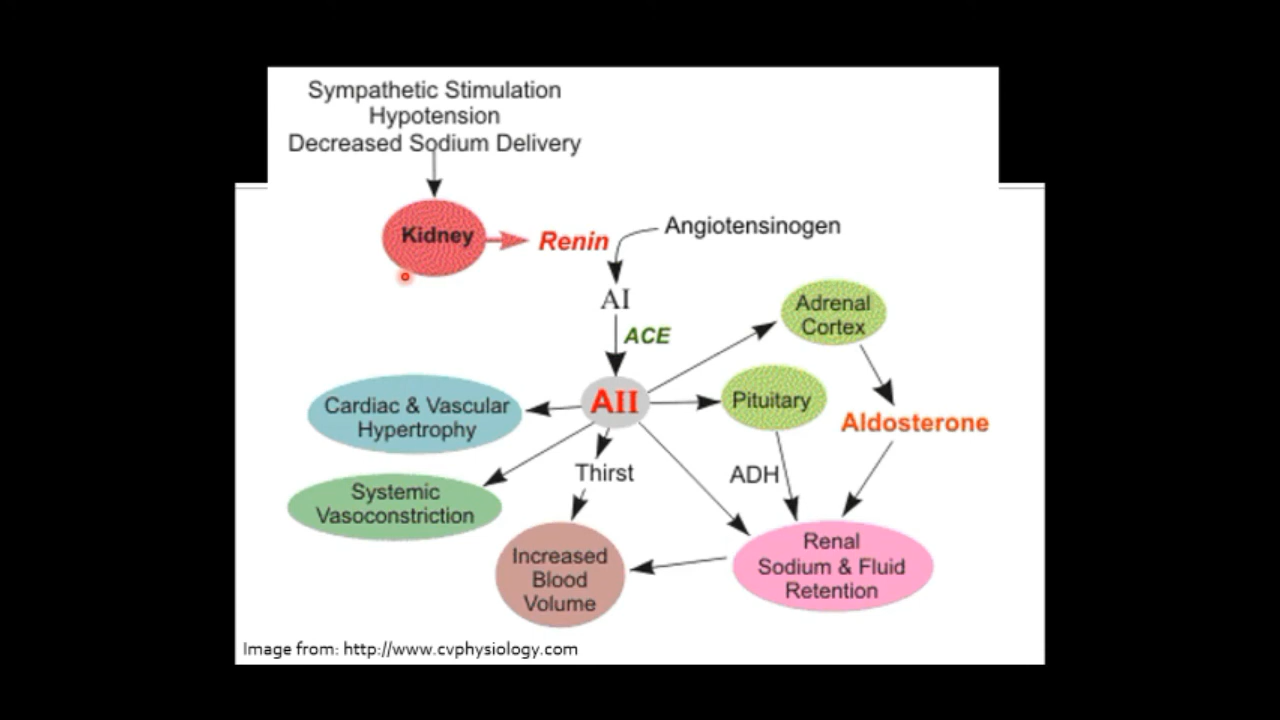 Sympathetic Stimulation
Hypotension
Decreased Sodium Delivery
Kidney
Renin
Angiotensinogen
AI
ACE
Adrenal
Cortex
AII
Pituitary
Cardiac & Vascular
Hypertrophy
Aldosterone
Thirst
ADH
Systemic
Vasoconstriction
Increased
Blood
Volume
Renal
Sodium & Fluid
Retention
Image from: http://www.cvphysiology.com